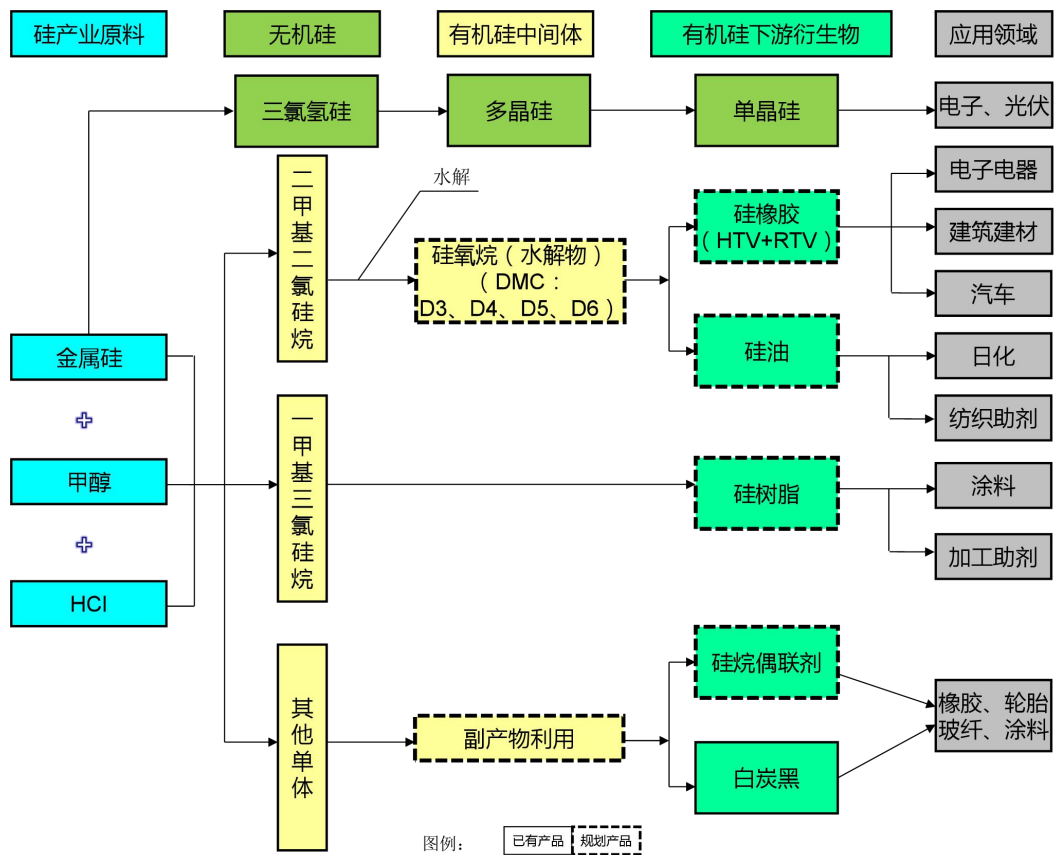 硅产业原料
无机硅
有机硅中间体
有机硅下游衍生物
应用领域
三氯氢硅
多晶硅
单晶硅
电子、光伏
二甲基二氯硅烷
水解
硅氧烷（水解物）
（DMC：
D3、D4、D5、D6）
硅橡胶
（HTV+RTV）
电子电器
建筑建材
汽车
金属硅
硅油
日化
纺织助剂
甲醇
一甲基三氯硅烷
硅树脂
涂料
加工助剂
HCl
其他单体
副产物利用
硅烷偶联剂
白炭黑
橡胶、轮胎
玻纤、涂料
图例：
已有产品
规划产品